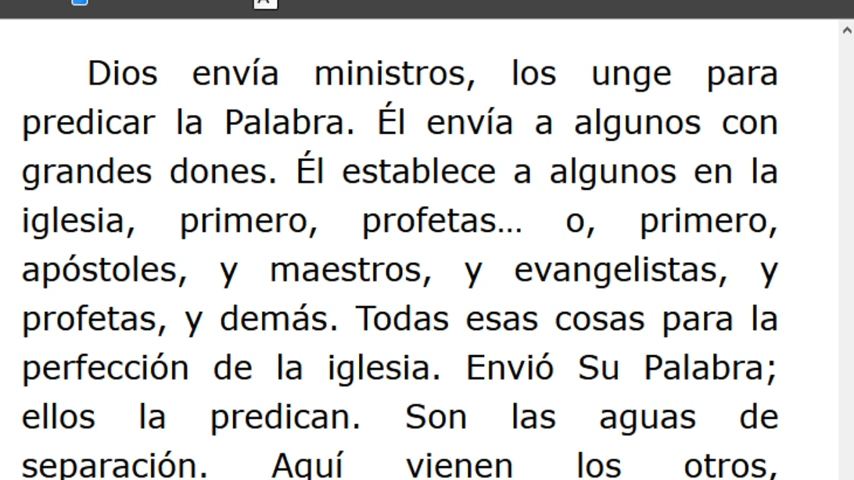 Dios envía ministros, los unge para
predicar la Palabra. Él envía a algunos con
grandes dones. Él establece a algunos en la
iglesia, primero, profetas… o, primero,
apóstoles, y maestros, y evangelistas, y
profetas, y demás. Todas esas cosas para la
perfección de la iglesia. Envió Su Palabra;
ellos la predican. Son las aguas de
separación. Aquí vienen los otros,